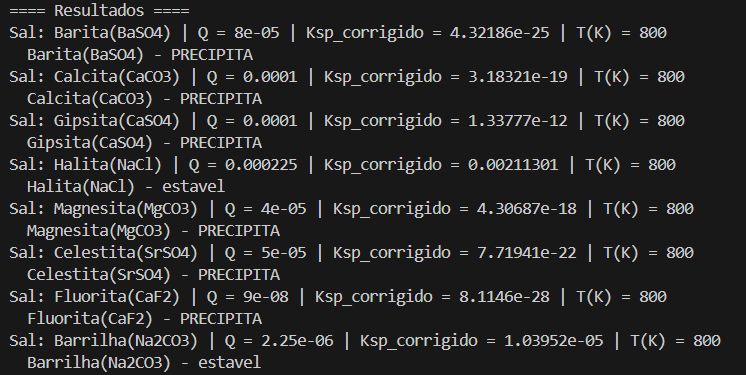 ==== Resultados ====
Sal: Barita(BaSO4) | Q = 8e-05 | Ksp_corrigido = 4.32186e-25 | T(K) = 800
  Barita(BaSO4) - PRECIPITA
Sal: Calcita(CaCO3) | Q = 0.0001 | Ksp_corrigido = 3.18321e-19 | T(K) = 800
  Calcita(CaCO3) - PRECIPITA
Sal: Gipsita(CaSO4) | Q = 0.0001 | Ksp_corrigido = 1.33777e-12 | T(K) = 800
  Gipsita(CaSO4) - PRECIPITA
Sal: Halita(NaCl) | Q = 0.000225 | Ksp_corrigido = 0.00211301 | T(K) = 800
  Halita(NaCl) - estavel
Sal: Magnesita(MgCO3) | Q = 4e-05 | Ksp_corrigido = 4.30687e-18 | T(K) = 800
  Magnesita(MgCO3) - PRECIPITA
Sal: Celestita(SrSO4) | Q = 5e-05 | Ksp_corrigido = 7.71941e-22 | T(K) = 800
  Celestita(SrSO4) - PRECIPITA
Sal: Fluorita(CaF2) | Q = 9e-08 | Ksp_corrigido = 8.1146e-28 | T(K) = 800
  Fluorita(CaF2) - PRECIPITA
Sal: Barrilha(Na2CO3) | Q = 2.25e-06 | Ksp_corrigido = 1.03952e-05 | T(K) = 800
  Barrilha(Na2CO3) - estavel